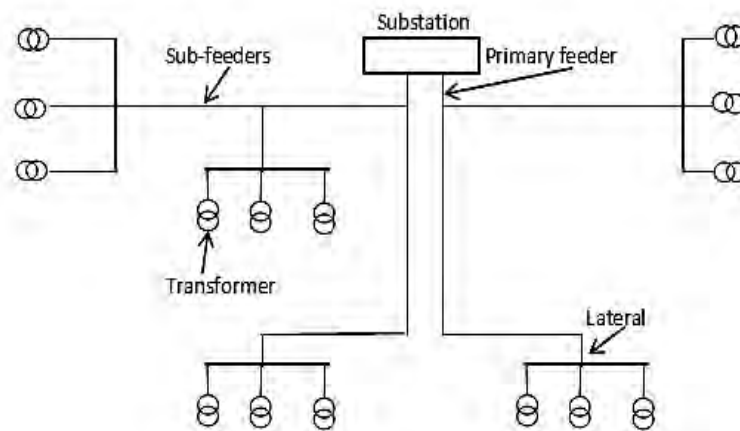 Substation
Sub-feeders
Primary feeder
Transformer
Lateral